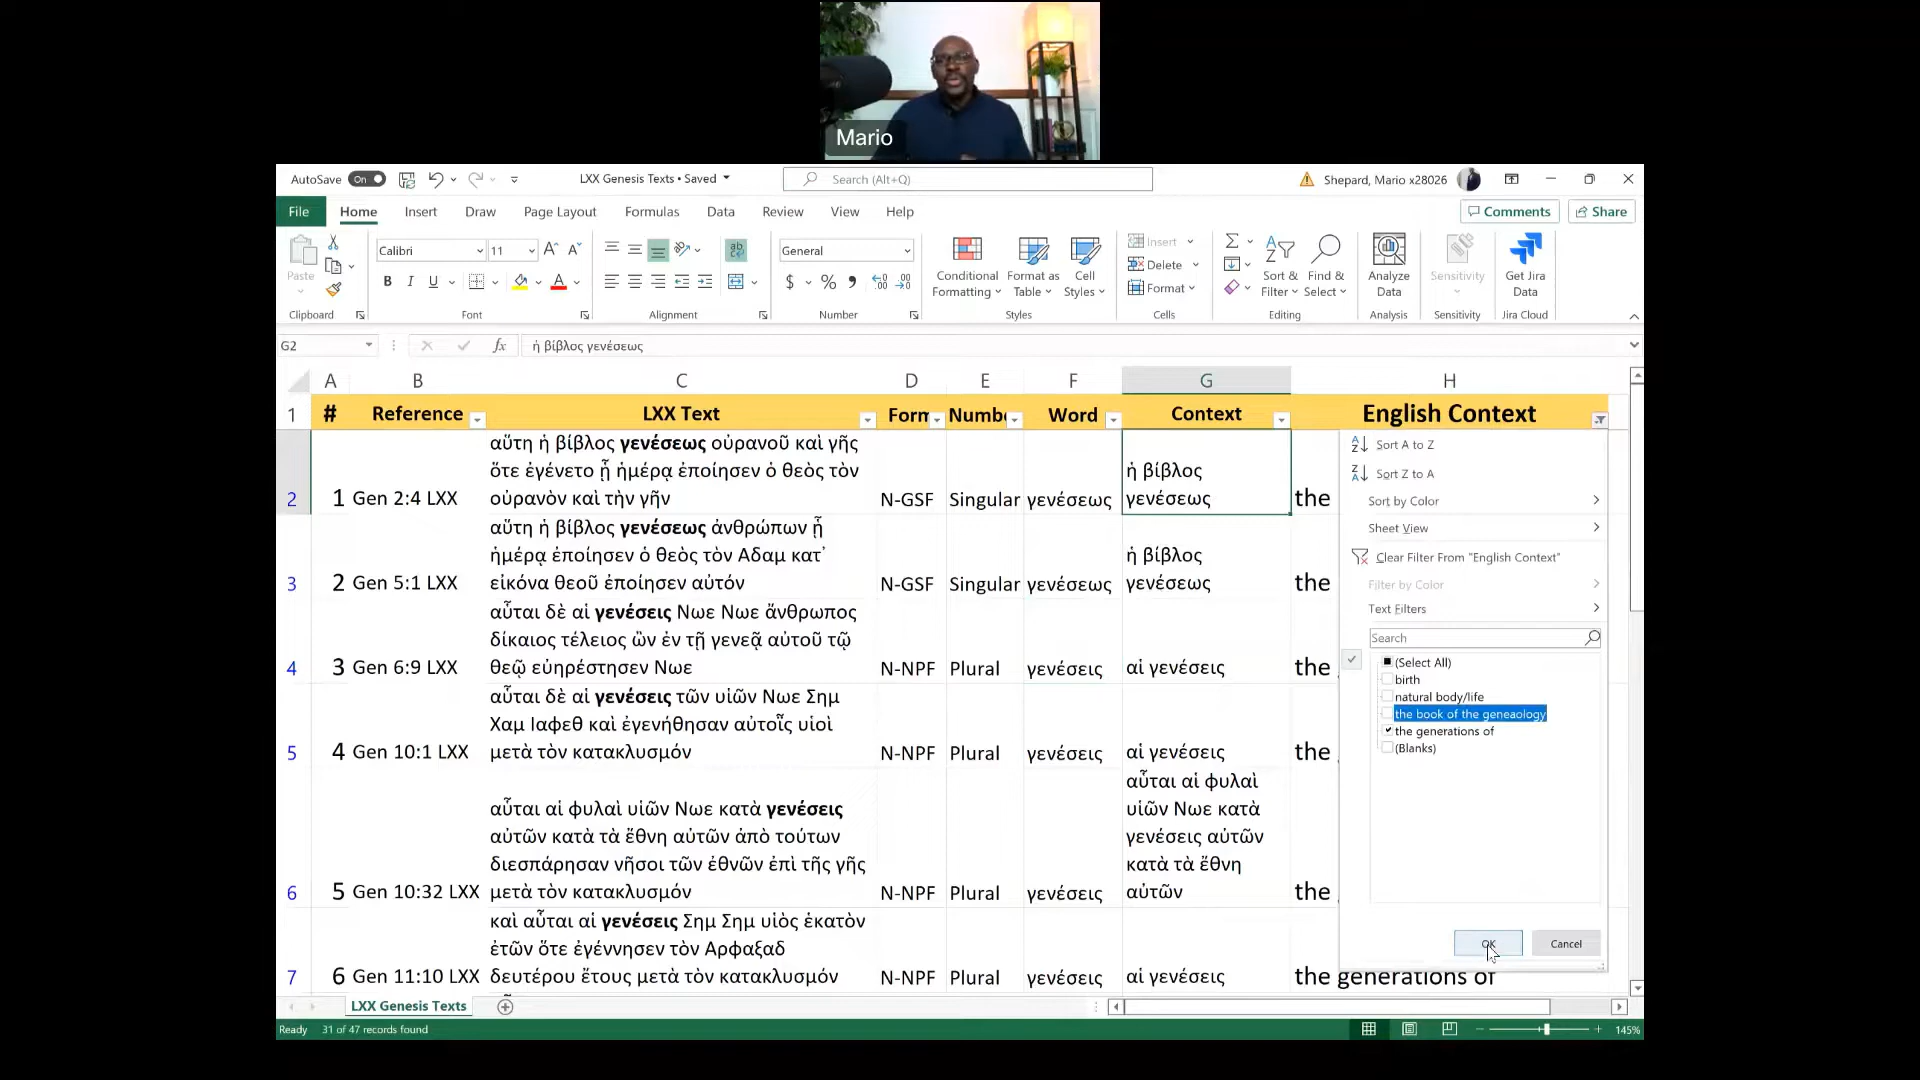 Mario
AutoSave On LXX Genesis Texts • Saved Search (Alt+Q) Shepard, Mario x28026
File Home Insert Draw Page Layout Formulas Data Review View Help Comments Share
Calibri 11 General
Paste
Conditional Formatting
Format as Table
Cell Styles
Insert
Delete
Format
Sort & Filter
Find & Select
Analyze Data
Sensitivity
Get Jira Data
Clipboard Font Alignment Number Styles Cells Editing Analysis Sensitivity Jira Cloud
G2 fx ἡ βίβλος γενέσεως
A B C D E F G H
1 # Reference LXX Text Form Numb Word Context English Context
αὕτη ἡ βίβλος γενέσεως οὐρανοῦ καὶ γῆς
ὅτε ἐγένετο ᾗ ἡμέρᾳ ἐποίησεν ὁ θεὸς τὸν
οὐρανὸν καὶ τὴν γῆν
2 1 Gen 2:4 LXX N-GSF Singular γενέσεως
ἡ βίβλος
γενέσεως
the
αὕτη ἡ βίβλος γενέσεως ἀνθρώπων ᾗ
ἡμέρᾳ ἐποίησεν ὁ θεὸς τὸν Αδαμ κατ᾽
εἰκόνα θεοῦ ἐποίησεν αὐτόν
3 2 Gen 5:1 LXX N-GSF Singular γενέσεως
ἡ βίβλος
γενέσεως
the
αὗται δὲ αἱ γενέσεις Νωε Νωε ἄνθρωπος
δίκαιος τέλειος ὢν ἐν τῇ γενεᾷ αὐτοῦ τῷ
θεῷ εὐηρέστησεν Νωε
4 3 Gen 6:9 LXX N-NPF Plural γενέσεις αἱ γενέσεις the
αὗται δὲ αἱ γενέσεις τῶν υἱῶν Νωε Σημ
Χαμ Ιαφεθ καὶ ἐγενήθησαν αὐτοῖς υἱοὶ
μετὰ τὸν κατακλυσμόν
5 4 Gen 10:1 LXX N-NPF Plural γενέσεις αἱ γενέσεις the
αὗται αἱ φυλαὶ υἱῶν Νωε κατὰ γενέσεις
αὐτῶν κατὰ τὰ ἔθνη αὐτῶν ἀπὸ τούτων
διεσπάρησαν νῆσοι τῶν ἐθνῶν ἐπὶ τῆς γῆς
μετὰ τὸν κατακλυσμόν
6 5 Gen 10:32 LXX N-NPF Plural γενέσεις
αὗται αἱ φυλαὶ
υἱῶν Νωε κατὰ
γενέσεις αὐτῶν
κατὰ τὰ ἔθνη
αὐτῶν
the
καὶ αὗται αἱ γενέσεις Σημ Σημ υἱὸς ἑκατὸν
ἐτῶν ὅτε ἐγέννησεν τὸν Αρφαξαδ
δευτέρου ἔτους μετὰ τὸν κατακλυσμόν
7 6 Gen 11:10 LXX N-NPF Plural γενέσεις αἱ γενέσεις the generations of
Sort A to Z
Sort Z to A
Sort by Color
Sheet View
Clear Filter From "English Context"
Filter by Color
Text Filters
Search
(Select All)
birth
natural body/life
the book of the geneaology
the generations of
(Blanks)
OK Cancel
LXX Genesis Texts
Ready 31 of 47 records found 145%